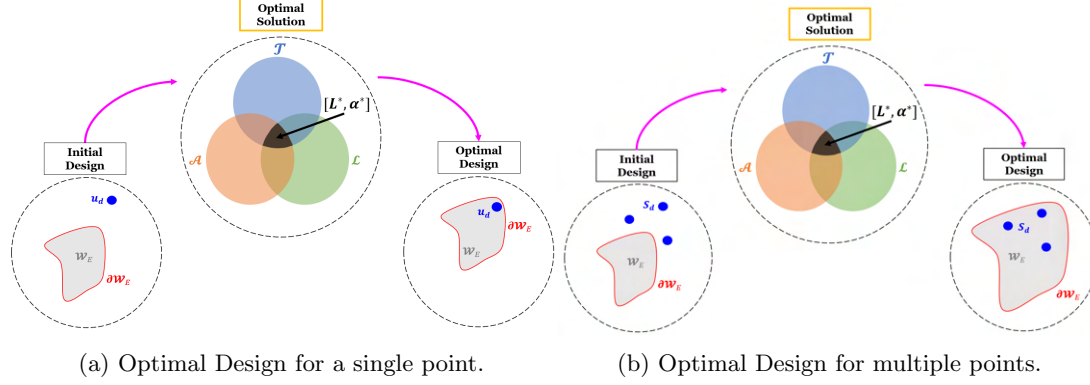 Optimal
Solution
𝒯
[L*, α*]
𝒜
ℒ
Initial
Design
Optimal
Design
u_d
𝒲_E
∂𝒲_E
u_d
∂𝒲_E
𝒲_E
(a) Optimal Design for a single point.
Optimal
Solution
𝒯
[L*, α*]
𝒜
ℒ
Initial
Design
Optimal
Design
S_d
𝒲_E
∂𝒲_E
S_d
𝒲_E
∂𝒲_E
(b) Optimal Design for multiple points.